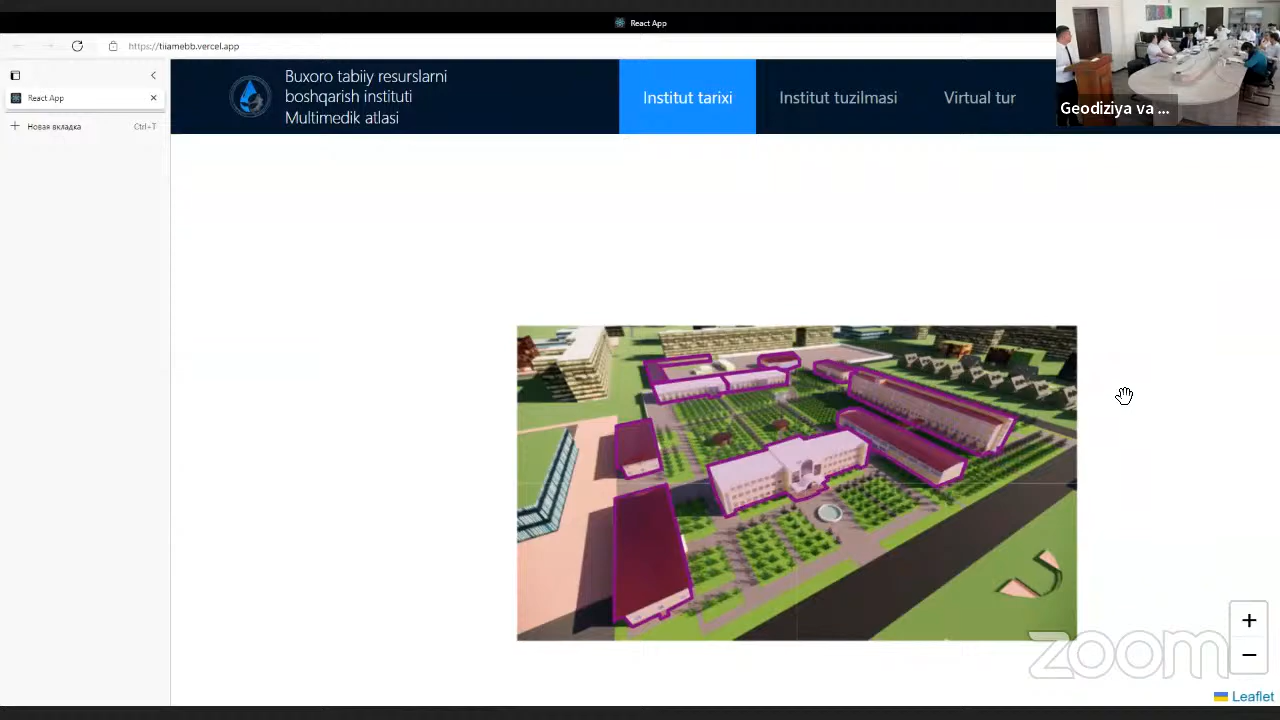 React App
https://tiiamebb.vercel.app
React App
Новая вкладка
Ctrl+T
Buxoro tabiiy resurslarni
boshqarish instituti
Multimedik atlasi
Institut tarixi
Institut tuzilmasi
Virtual tur
Geodiziya va ...
+
−
zoom
Leaflet